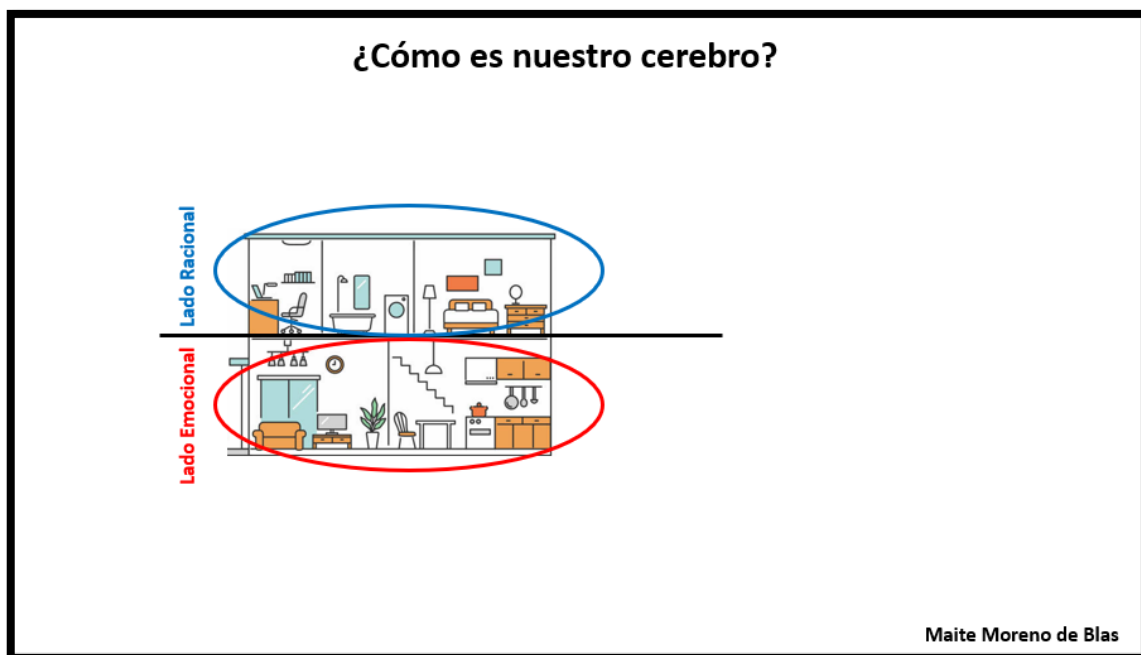 ¿Cómo es nuestro cerebro?
Lado Racional
Lado Emocional
Maite Moreno de Blas